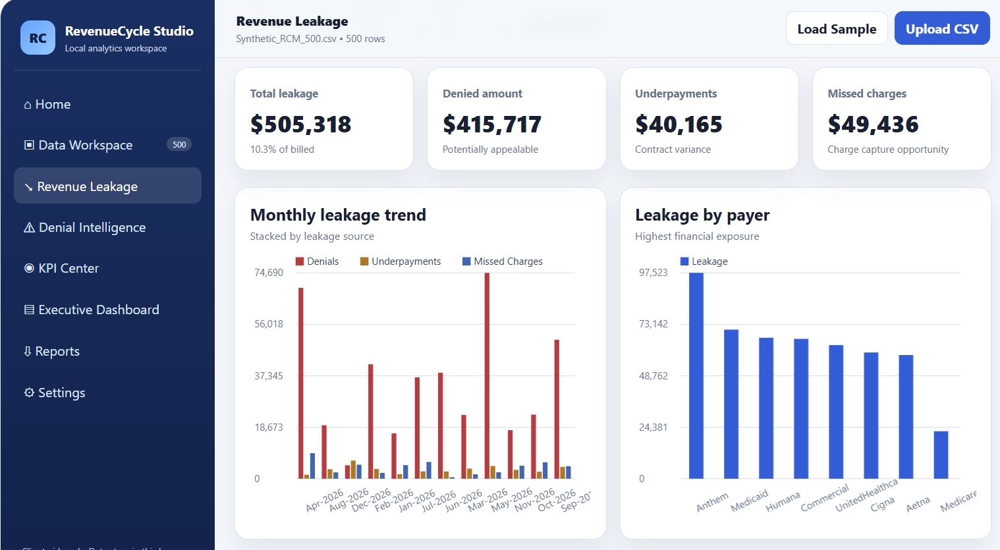 RC
RevenueCycle Studio
Local analytics workspace
Home
Data Workspace 500
Revenue Leakage
Denial Intelligence
KPI Center
Executive Dashboard
Reports
Settings
Revenue Leakage
Synthetic_RCM_500.csv • 500 rows
Load Sample
Upload CSV
Total leakage
$505,318
10.3% of billed
Denied amount
$415,717
Potentially appealable
Underpayments
$40,165
Contract variance
Missed charges
$49,436
Charge capture opportunity
Monthly leakage trend
Stacked by leakage source
Denials Underpayments Missed Charges
74,690
56,018
37,345
18,673
0
Apr-2026
Aug-2026
Dec-2026
Feb-2026
Jan-2026
Jul-2026
Jun-2026
Mar-2026
May-2026
Nov-2026
Oct-2026
Sep-20
Leakage by payer
Highest financial exposure
Leakage
97,523
73,142
48,762
24,381
0
Anthem
Medicaid
Humana
Commercial
UnitedHealthca
Cigna
Aetna
Medicare